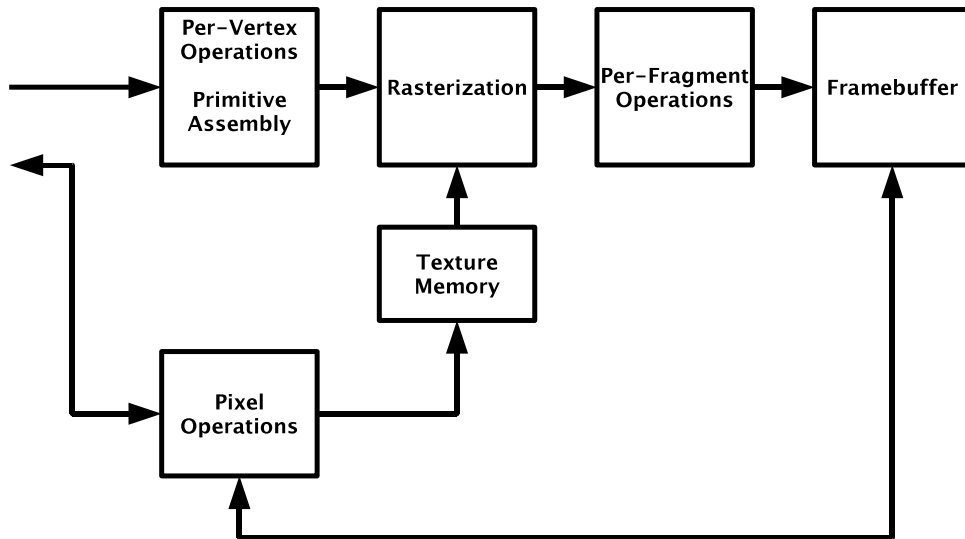 Per-Vertex
Operations
Primitive
Assembly
Rasterization
Per-Fragment
Operations
Framebuffer
Texture
Memory
Pixel
Operations